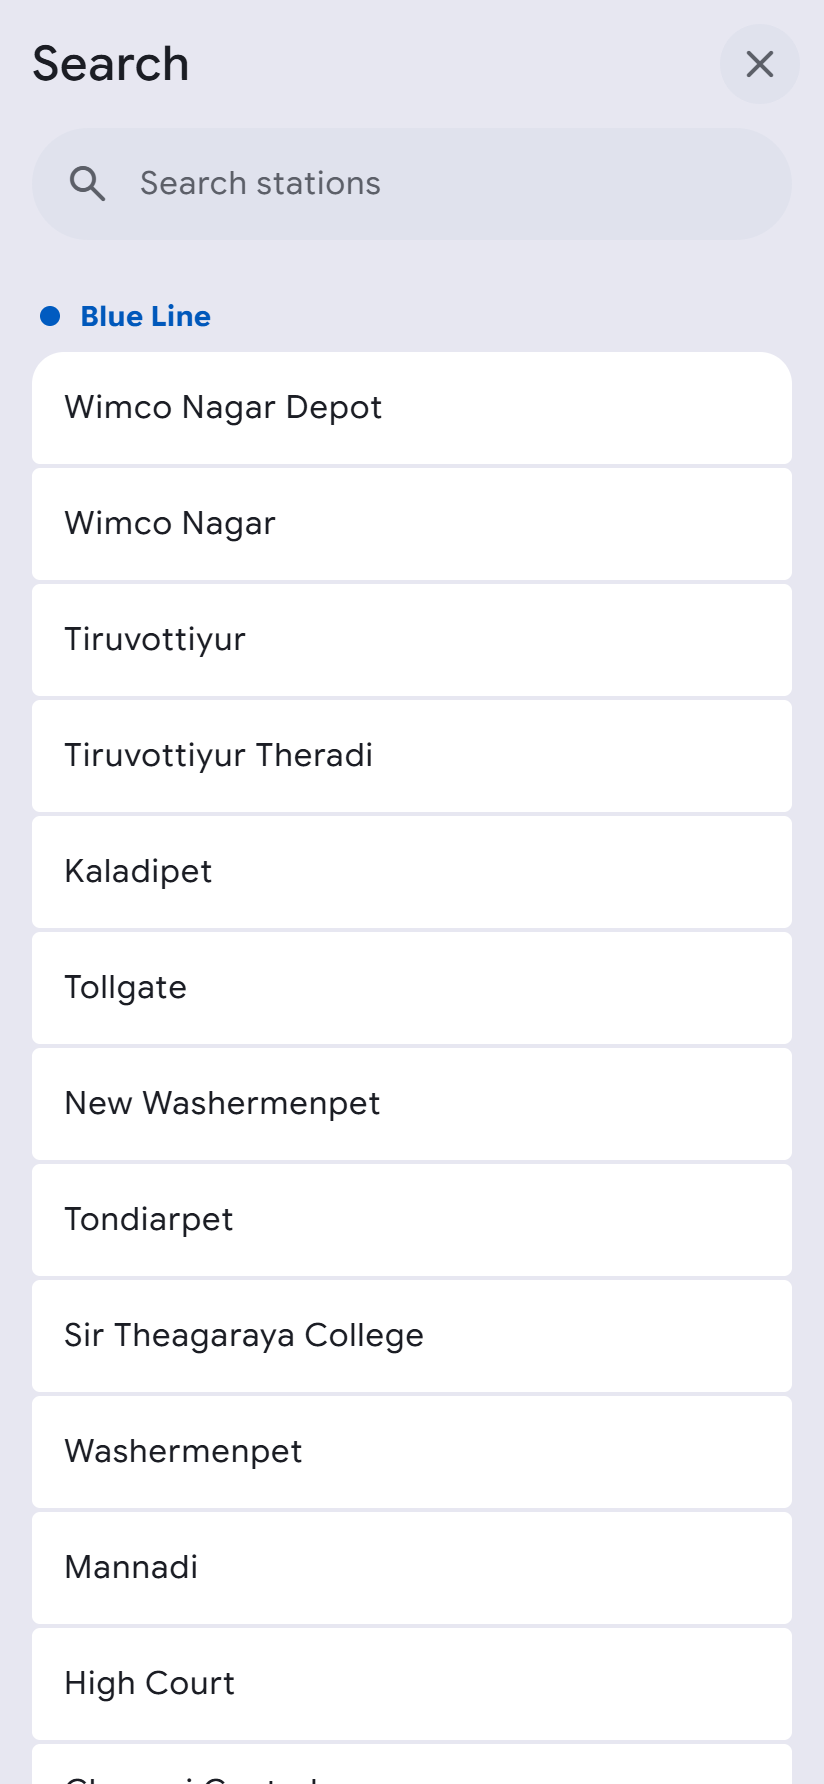 Search
Search stations
Blue Line
Wimco Nagar Depot
Wimco Nagar
Tiruvottiyur
Tiruvottiyur Theradi
Kaladipet
Tollgate
New Washermenpet
Tondiarpet
Sir Theagaraya College
Washermenpet
Mannadi
High Court